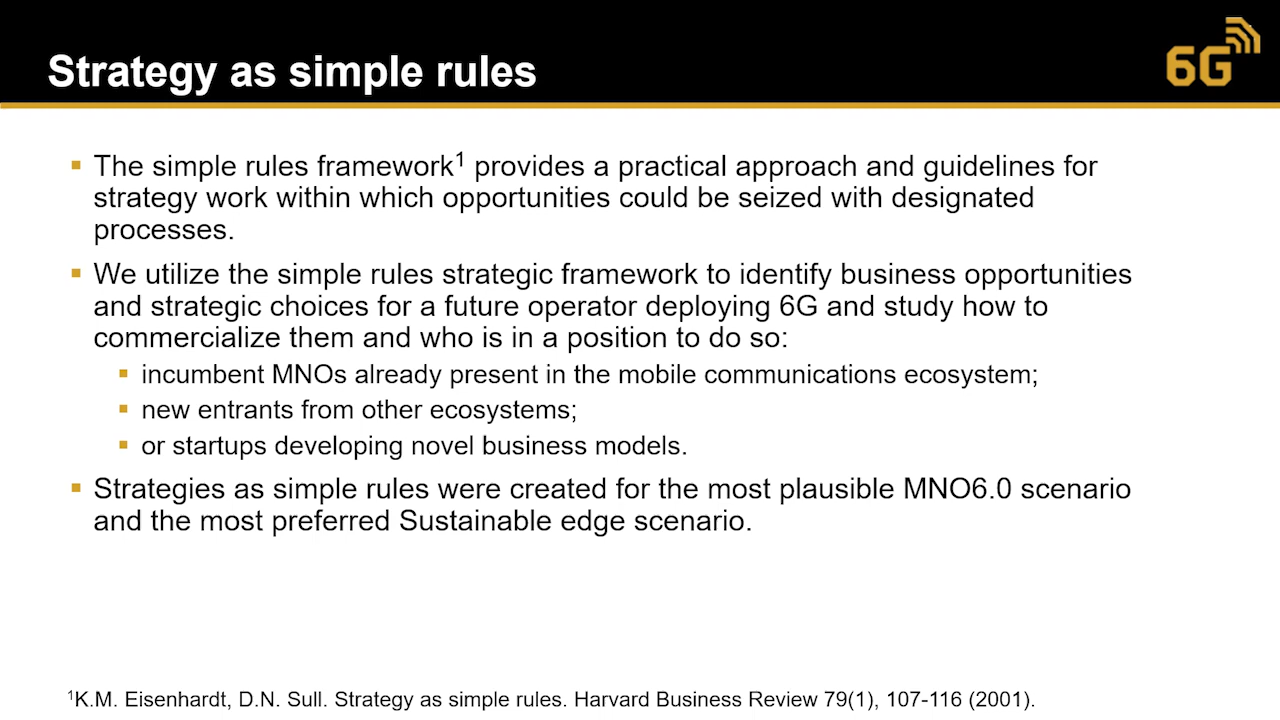 Strategy as simple rules
6G
The simple rules framework¹ provides a practical approach and guidelines for
strategy work within which opportunities could be seized with designated
processes.
We utilize the simple rules strategic framework to identify business opportunities
and strategic choices for a future operator deploying 6G and study how to
commercialize them and who is in a position to do so:
incumbent MNOs already present in the mobile communications ecosystem;
new entrants from other ecosystems;
or startups developing novel business models.
Strategies as simple rules were created for the most plausible MNO6.0 scenario
and the most preferred Sustainable edge scenario.
¹K.M. Eisenhardt, D.N. Sull. Strategy as simple rules. Harvard Business Review 79(1), 107-116 (2001).